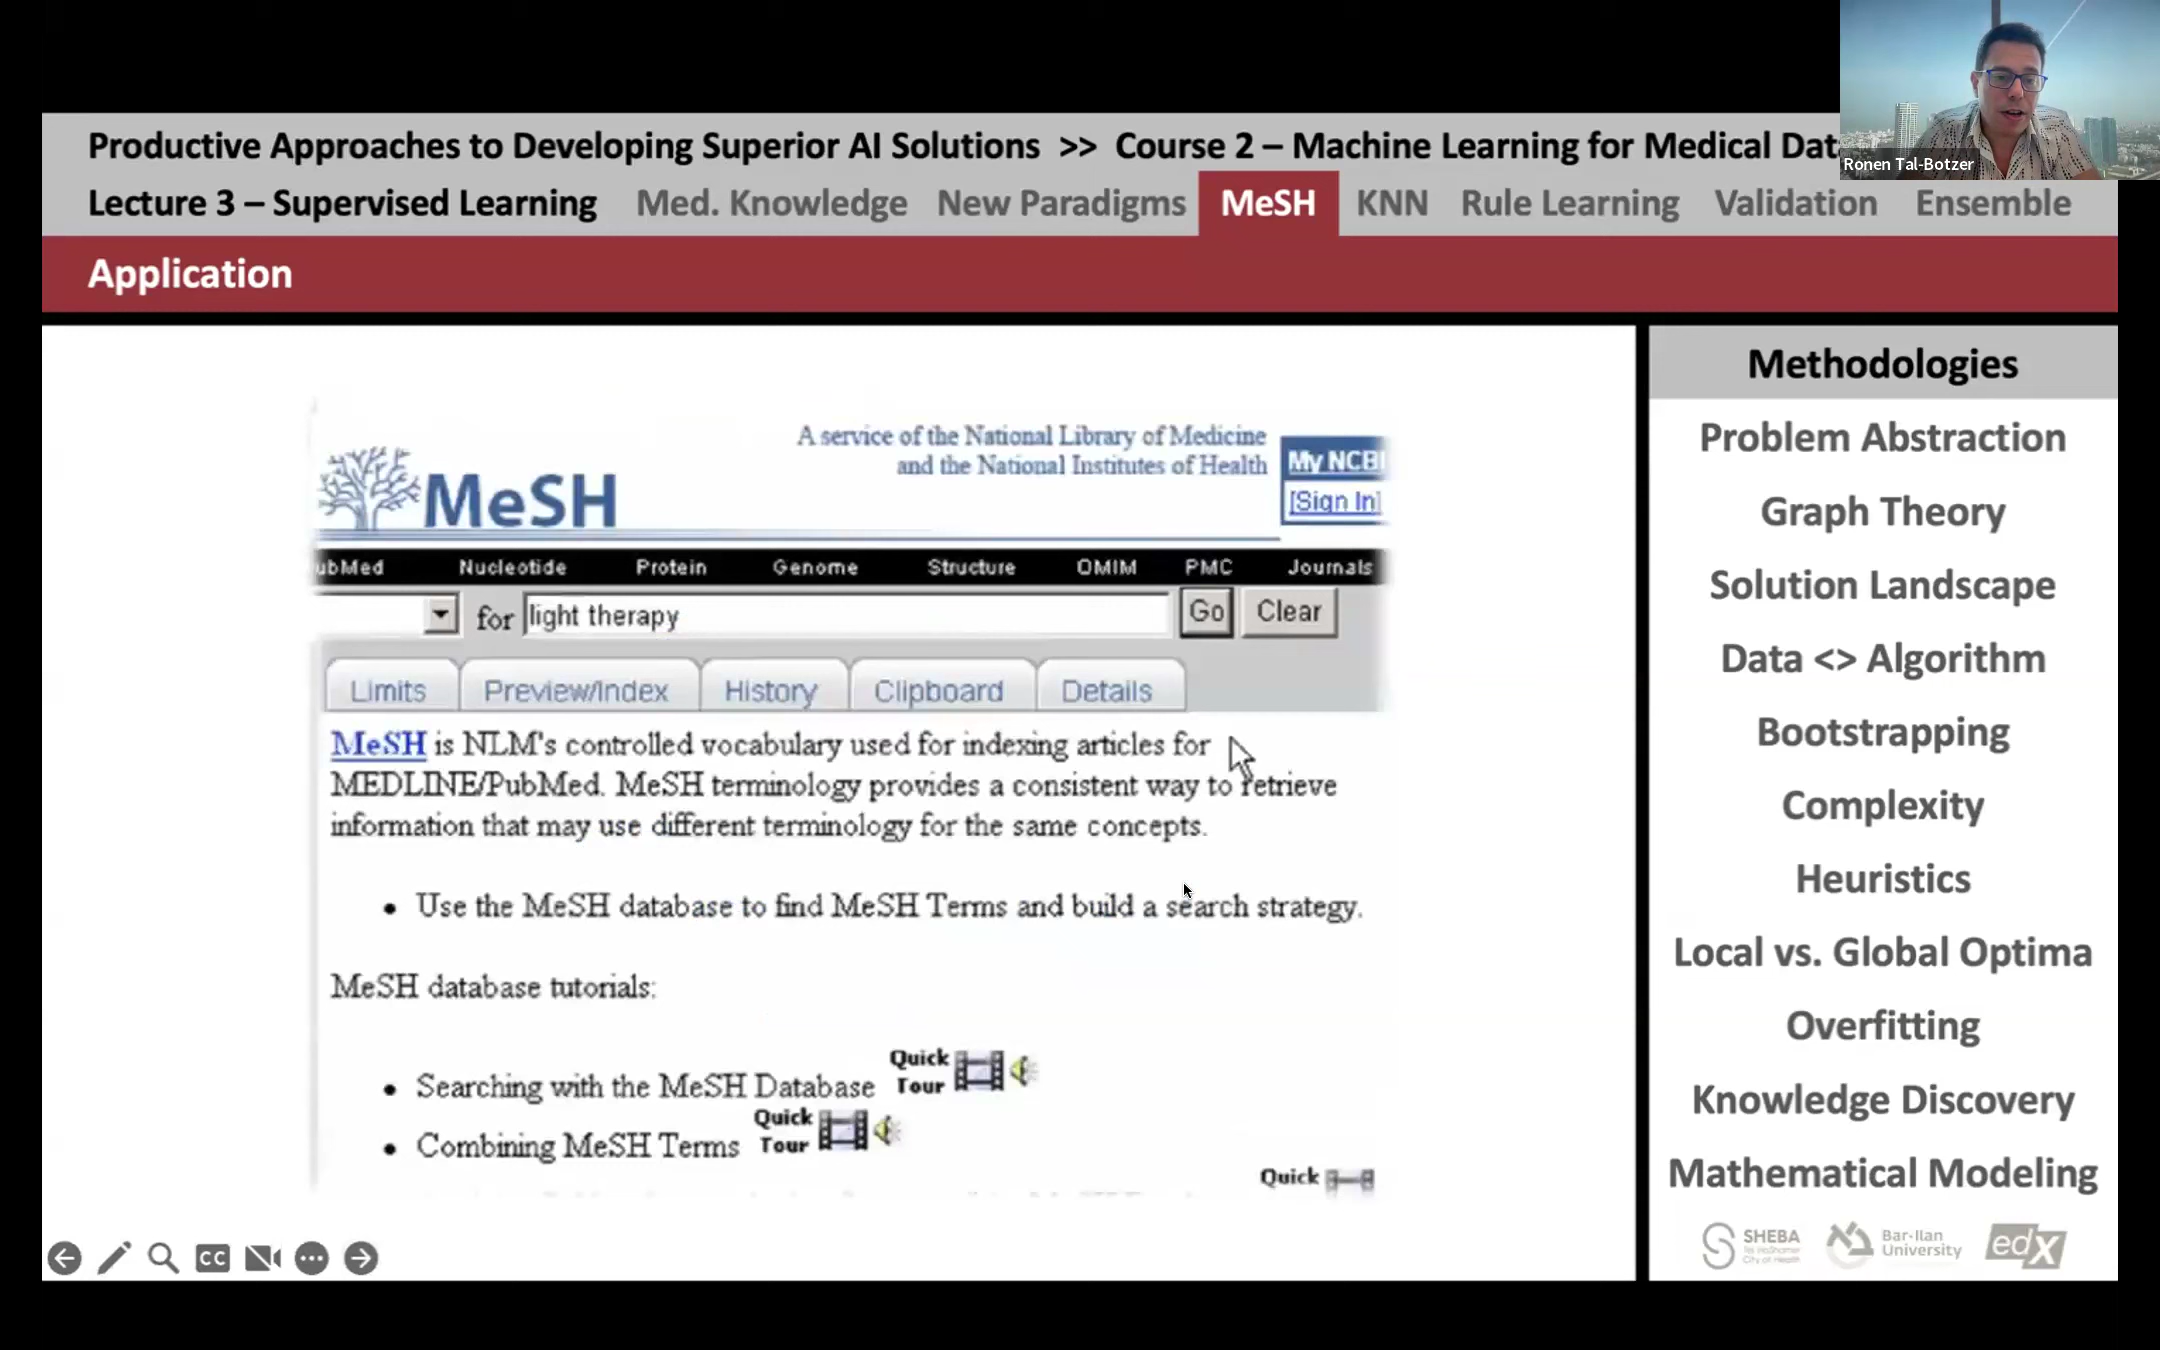 Productive Approaches to Developing Superior AI Solutions >> Course 2 – Machine Learning for Medical Dat
Ronen Tal-Botzer
Lecture 3 – Supervised Learning Med. Knowledge New Paradigms MeSH KNN Rule Learning Validation Ensemble
Application
A service of the National Library of Medicine
and the National Institutes of Health
My NCBI
[Sign In]
MeSH
ubMed Nucleotide Protein Genome Structure OMIM PMC Journals
for light therapy Go Clear
Limits Preview/Index History Clipboard Details
MeSH is NLM's controlled vocabulary used for indexing articles for
MEDLINE/PubMed. MeSH terminology provides a consistent way to retrieve
information that may use different terminology for the same concepts.
• Use the MeSH database to find MeSH Terms and build a search strategy.
MeSH database tutorials:
• Searching with the MeSH Database Quick Tour
• Combining MeSH Terms Quick Tour
Quick
Methodologies
Problem Abstraction
Graph Theory
Solution Landscape
Data <> Algorithm
Bootstrapping
Complexity
Heuristics
Local vs. Global Optima
Overfitting
Knowledge Discovery
Mathematical Modeling
SHEBA
Tel HaShomer
City of Health
Bar-Ilan
University
edX
CC